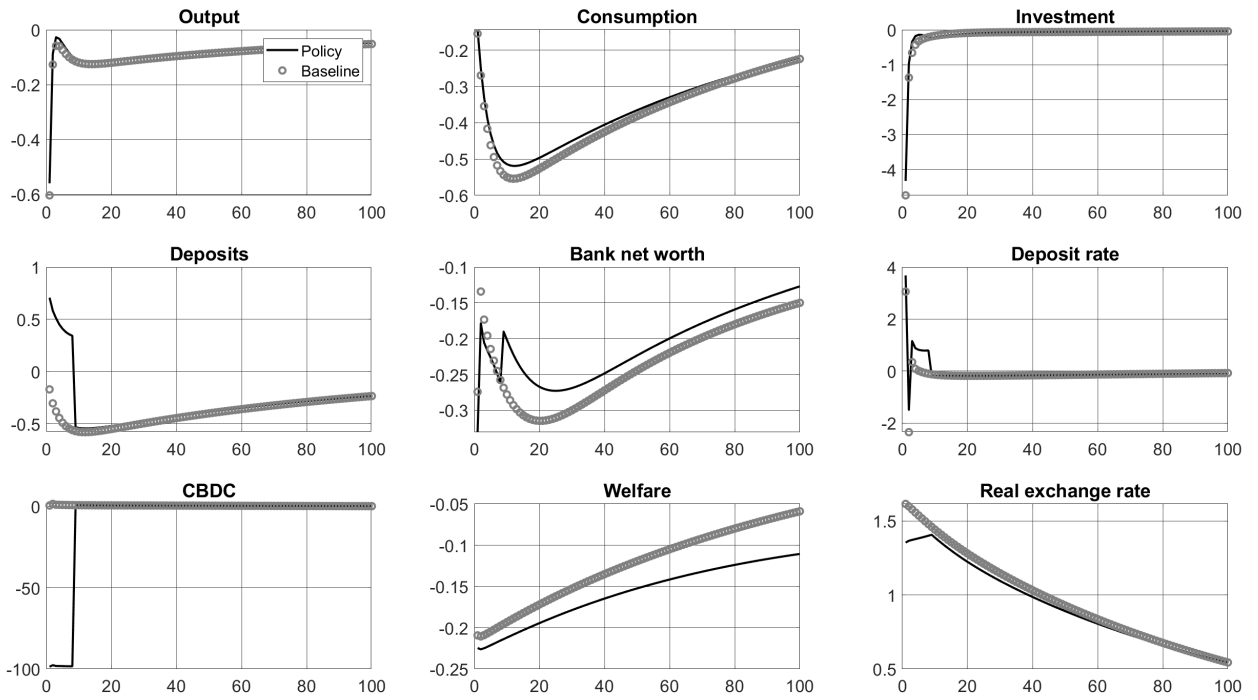 Output
0
-0.2
-0.4
-0.6
0 20 40 60 80 100
Policy
Baseline
Consumption
-0.2
-0.3
-0.4
-0.5
-0.6
0 20 40 60 80 100
Investment
0
-1
-2
-3
-4
0 20 40 60 80 100
Deposits
1
0.5
0
-0.5
0 20 40 60 80 100
Bank net worth
-0.1
-0.15
-0.2
-0.25
-0.3
0 20 40 60 80 100
Deposit rate
4
2
0
-2
0 20 40 60 80 100
CBDC
0
-50
-100
0 20 40 60 80 100
Welfare
-0.05
-0.1
-0.15
-0.2
-0.25
0 20 40 60 80 100
Real exchange rate
1.5
1
0.5
0 20 40 60 80 100